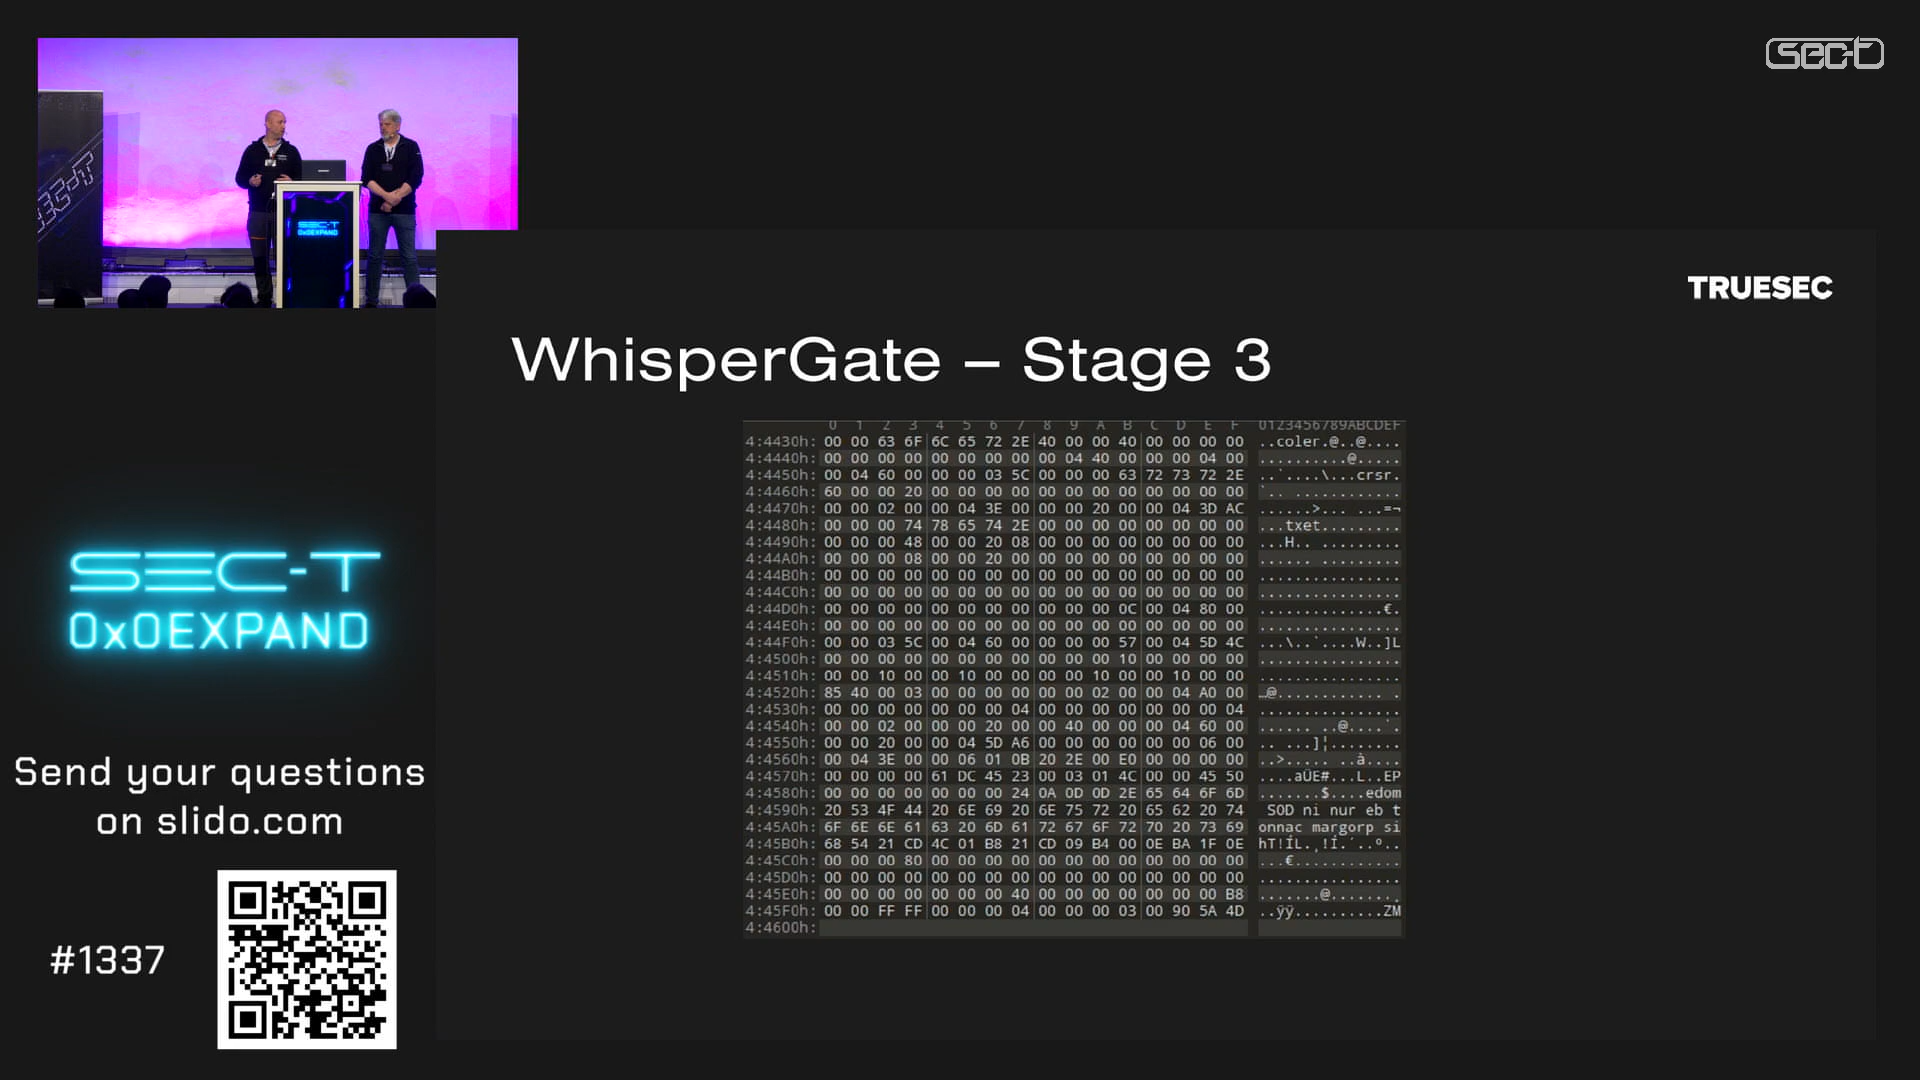 SEC-T
SEC-T
SEC-T
0x0EXPAND
TRUESEC
WhisperGate – Stage 3
0 1 2 3 4 5 6 7 8 9 A B C D E F 0123456789ABCDEF
4:4430h: 00 00 63 6F 6C 65 72 2E 40 00 00 40 00 00 00 00 ..coler.@..@....
4:4440h: 00 00 00 00 00 00 00 00 00 04 40 00 00 00 04 00 ..........@.....
4:4450h: 00 04 60 00 00 00 03 5C 00 00 00 63 72 73 72 2E ..`....\...crsr.
4:4460h: 60 00 00 20 00 00 00 00 00 00 00 00 00 00 00 00 `.. ............
4:4470h: 00 00 02 00 00 04 3E 00 00 00 20 00 00 04 3D AC ......>... ...=¬
4:4480h: 00 00 00 74 78 65 74 2E 00 00 00 00 00 00 00 00 ...txet.........
4:4490h: 00 00 00 48 00 00 20 08 00 00 00 00 00 00 00 00 ...H.. .........
4:44A0h: 00 00 00 08 00 00 20 00 00 00 00 00 00 00 00 00 ...... .........
4:44B0h: 00 00 00 00 00 00 00 00 00 00 00 00 00 00 00 00 ................
4:44C0h: 00 00 00 00 00 00 00 00 00 00 00 00 00 00 00 00 ................
4:44D0h: 00 00 00 00 00 00 00 00 00 00 00 0C 00 04 80 00 ..............€.
4:44E0h: 00 00 00 00 00 00 00 00 00 00 00 00 00 00 00 00 ................
4:44F0h: 00 00 03 5C 00 04 60 00 00 00 00 57 00 04 5D 4C ...\..`....W..]L
4:4500h: 00 00 00 00 00 00 00 00 00 00 00 10 00 00 00 00 ................
4:4510h: 00 00 10 00 00 10 00 00 00 00 10 00 00 10 00 00 ................
4:4520h: 85 40 00 03 00 00 00 00 00 00 02 00 00 04 A0 00 …@............ .
4:4530h: 00 00 00 00 00 00 00 04 00 00 00 00 00 00 00 04 ................
4:4540h: 00 00 02 00 00 00 20 00 00 40 00 00 00 04 60 00 ...... ..@....`.
4:4550h: 00 00 20 00 00 04 5D A6 00 00 00 00 00 00 06 00 .. ...]¦........
4:4560h: 00 04 3E 00 00 06 01 0B 20 2E 00 E0 00 00 00 00 ..>..... ..à....
4:4570h: 00 00 00 00 61 DC 45 23 00 03 01 4C 00 00 45 50 ....aÜE#...L..EP
4:4580h: 00 00 00 00 00 00 00 24 0A 0D 0D 2E 65 64 6F 6D .......$....edom
4:4590h: 20 53 4F 44 20 6E 69 20 6E 75 72 20 65 62 20 74 SOD ni nur eb t
4:45A0h: 6F 6E 6E 61 63 20 6D 61 72 67 6F 72 70 20 73 69 onnac margorp si
4:45B0h: 68 54 21 CD 4C 01 B8 21 CD 09 B4 00 0E BA 1F 0E hT!ÍL.¸!Í.´..º..
4:45C0h: 00 00 00 80 00 00 00 00 00 00 00 00 00 00 00 00 ...€............
4:45D0h: 00 00 00 00 00 00 00 00 00 00 00 00 00 00 00 00 ................
4:45E0h: 00 00 00 00 00 00 00 40 00 00 00 00 00 00 00 B8 .......@.......¸
4:45F0h: 00 00 FF FF 00 00 00 04 00 00 00 03 00 90 5A 4D ..ÿÿ..........ZM
4:4600h:
SEC-T
0x0EXPAND
Send your questions
on slido.com
#1337